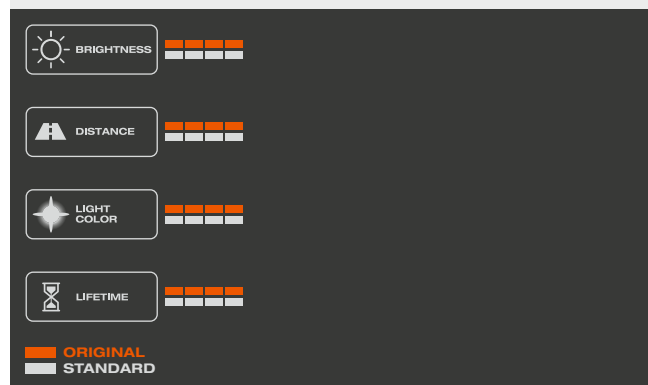 BRIGHTNESS
DISTANCE
LIGHT
COLOR
LIFETIME
ORIGINAL
STANDARD